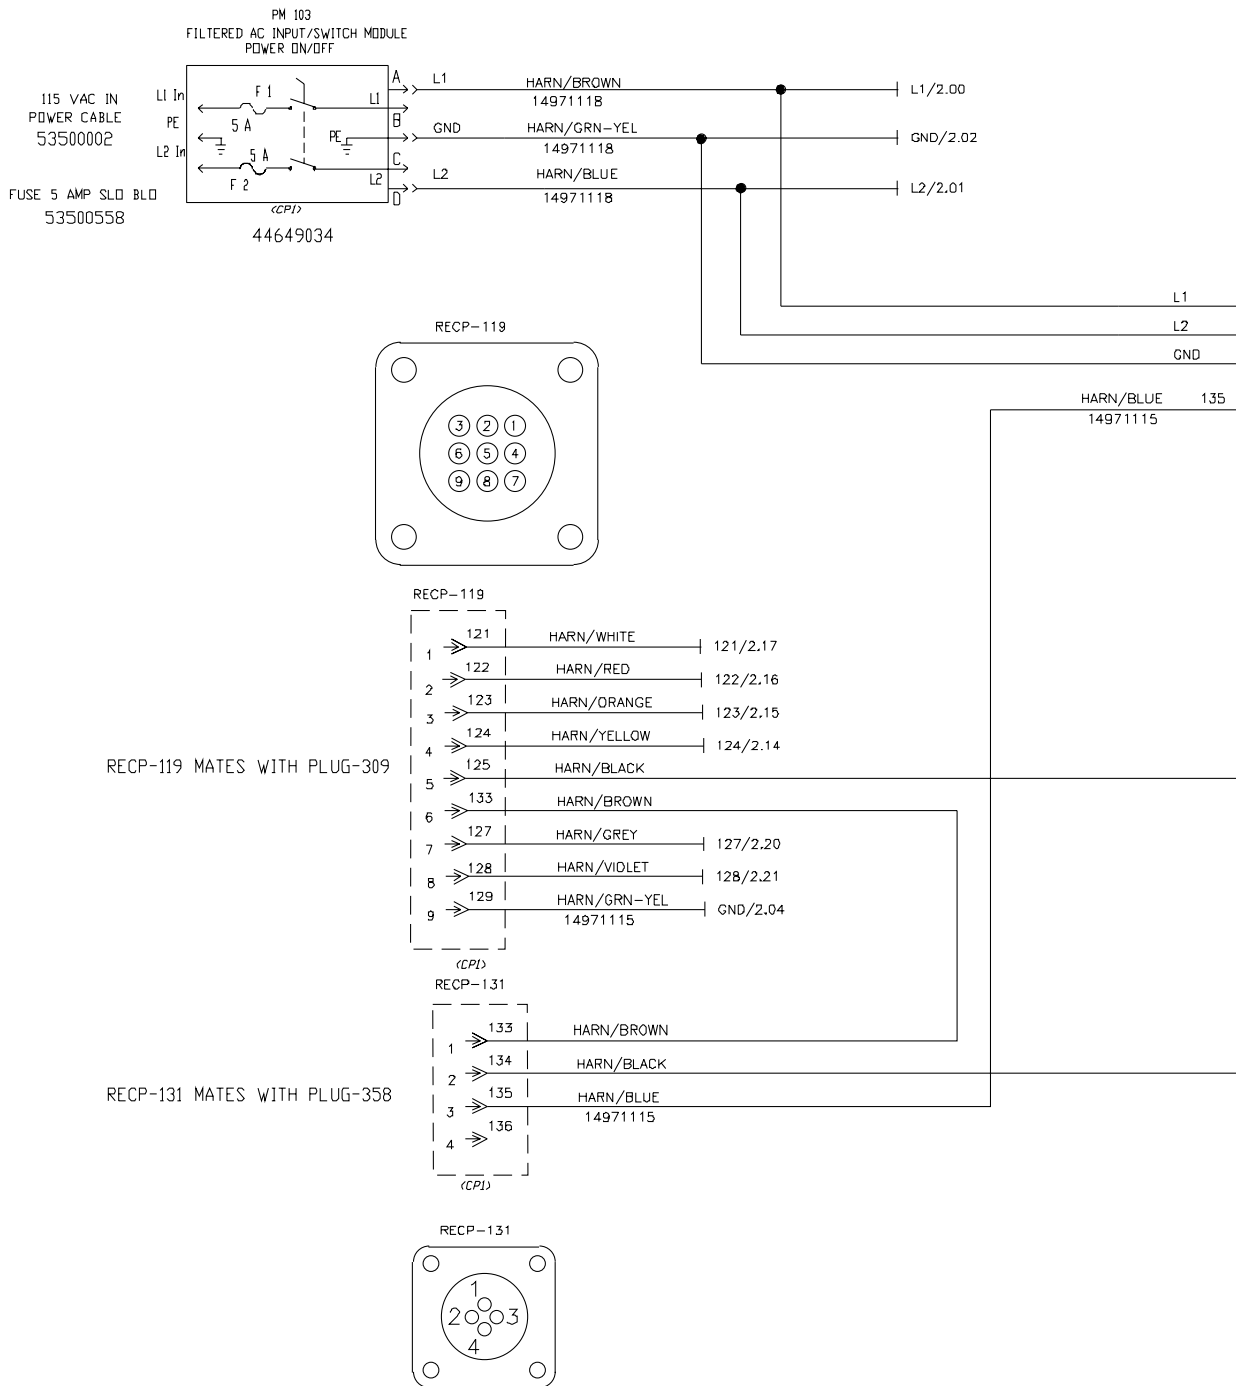 PM 103
FILTERED AC INPUT/SWITCH MODULE
POWER ON/OFF
115 VAC IN
POWER CABLE
53500002
FUSE 5 AMP SLO BLO
53500558
L1 In
F 1
5 A
L1
PE
PE
L2 In
5 A
F 2
L2
A
B
C
D
(CP1)
44649034
L1
HARN/BROWN
14971118
L1/2.00
GND
HARN/GRN-YEL
14971118
GND/2.02
L2
HARN/BLUE
14971118
L2/2.01
L1
L2
GND
HARN/BLUE 135
14971115
RECP-119
3 2 1
6 5 4
9 8 7
RECP-119
1 121 HARN/WHITE 121/2.17
2 122 HARN/RED 122/2.16
3 123 HARN/ORANGE 123/2.15
4 124 HARN/YELLOW 124/2.14
RECP-119 MATES WITH PLUG-309
5 125 HARN/BLACK
6 133 HARN/BROWN
7 127 HARN/GREY 127/2.20
8 128 HARN/VIOLET 128/2.21
9 129 HARN/GRN-YEL GND/2.04
14971115
(CP1)
RECP-131
1 133 HARN/BROWN
2 134 HARN/BLACK
RECP-131 MATES WITH PLUG-358
3 135 HARN/BLUE
14971115
4 136
(CP1)
RECP-131
1
2 3
4